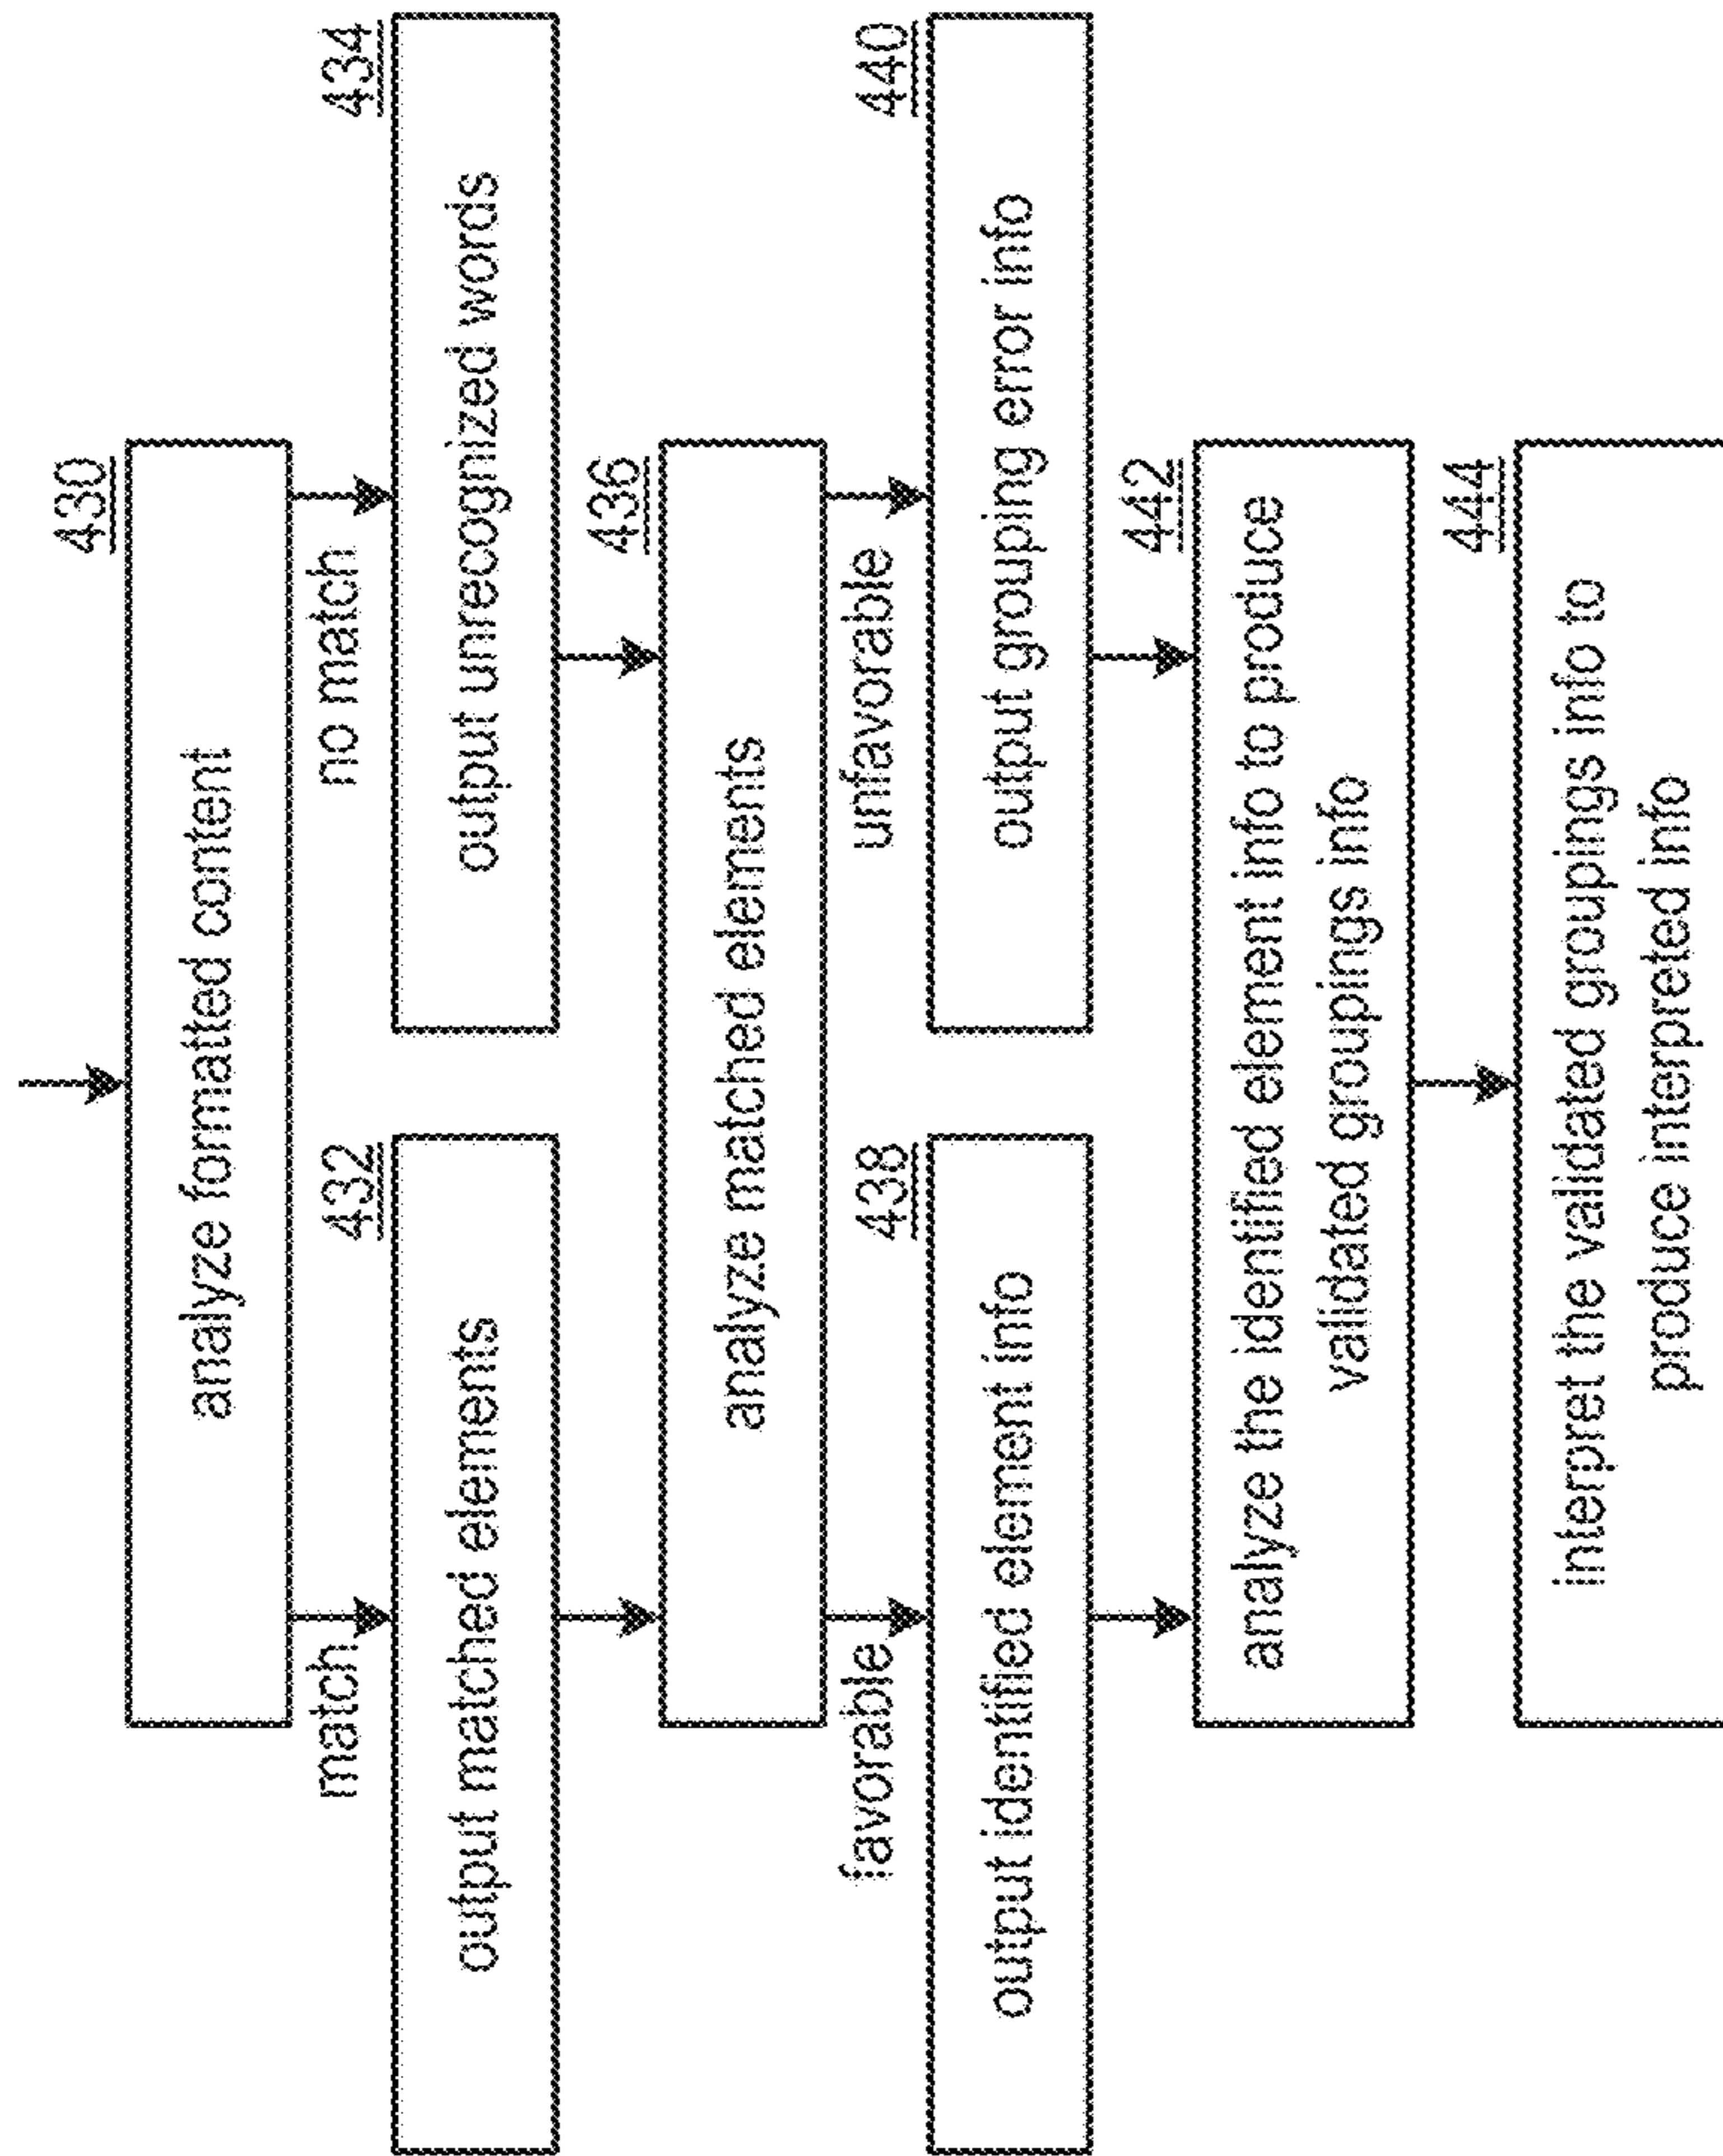 430
analyze formatted content
match
no match
432
output matched elements
434
output unrecognized words
436
analyze matched elements
favorable
unfavorable
438
output identified element info
440
output grouping error info
442
analyze the identified element info to produce
validated groupings info
444
interpret the validated groupings info to
produce interpreted info